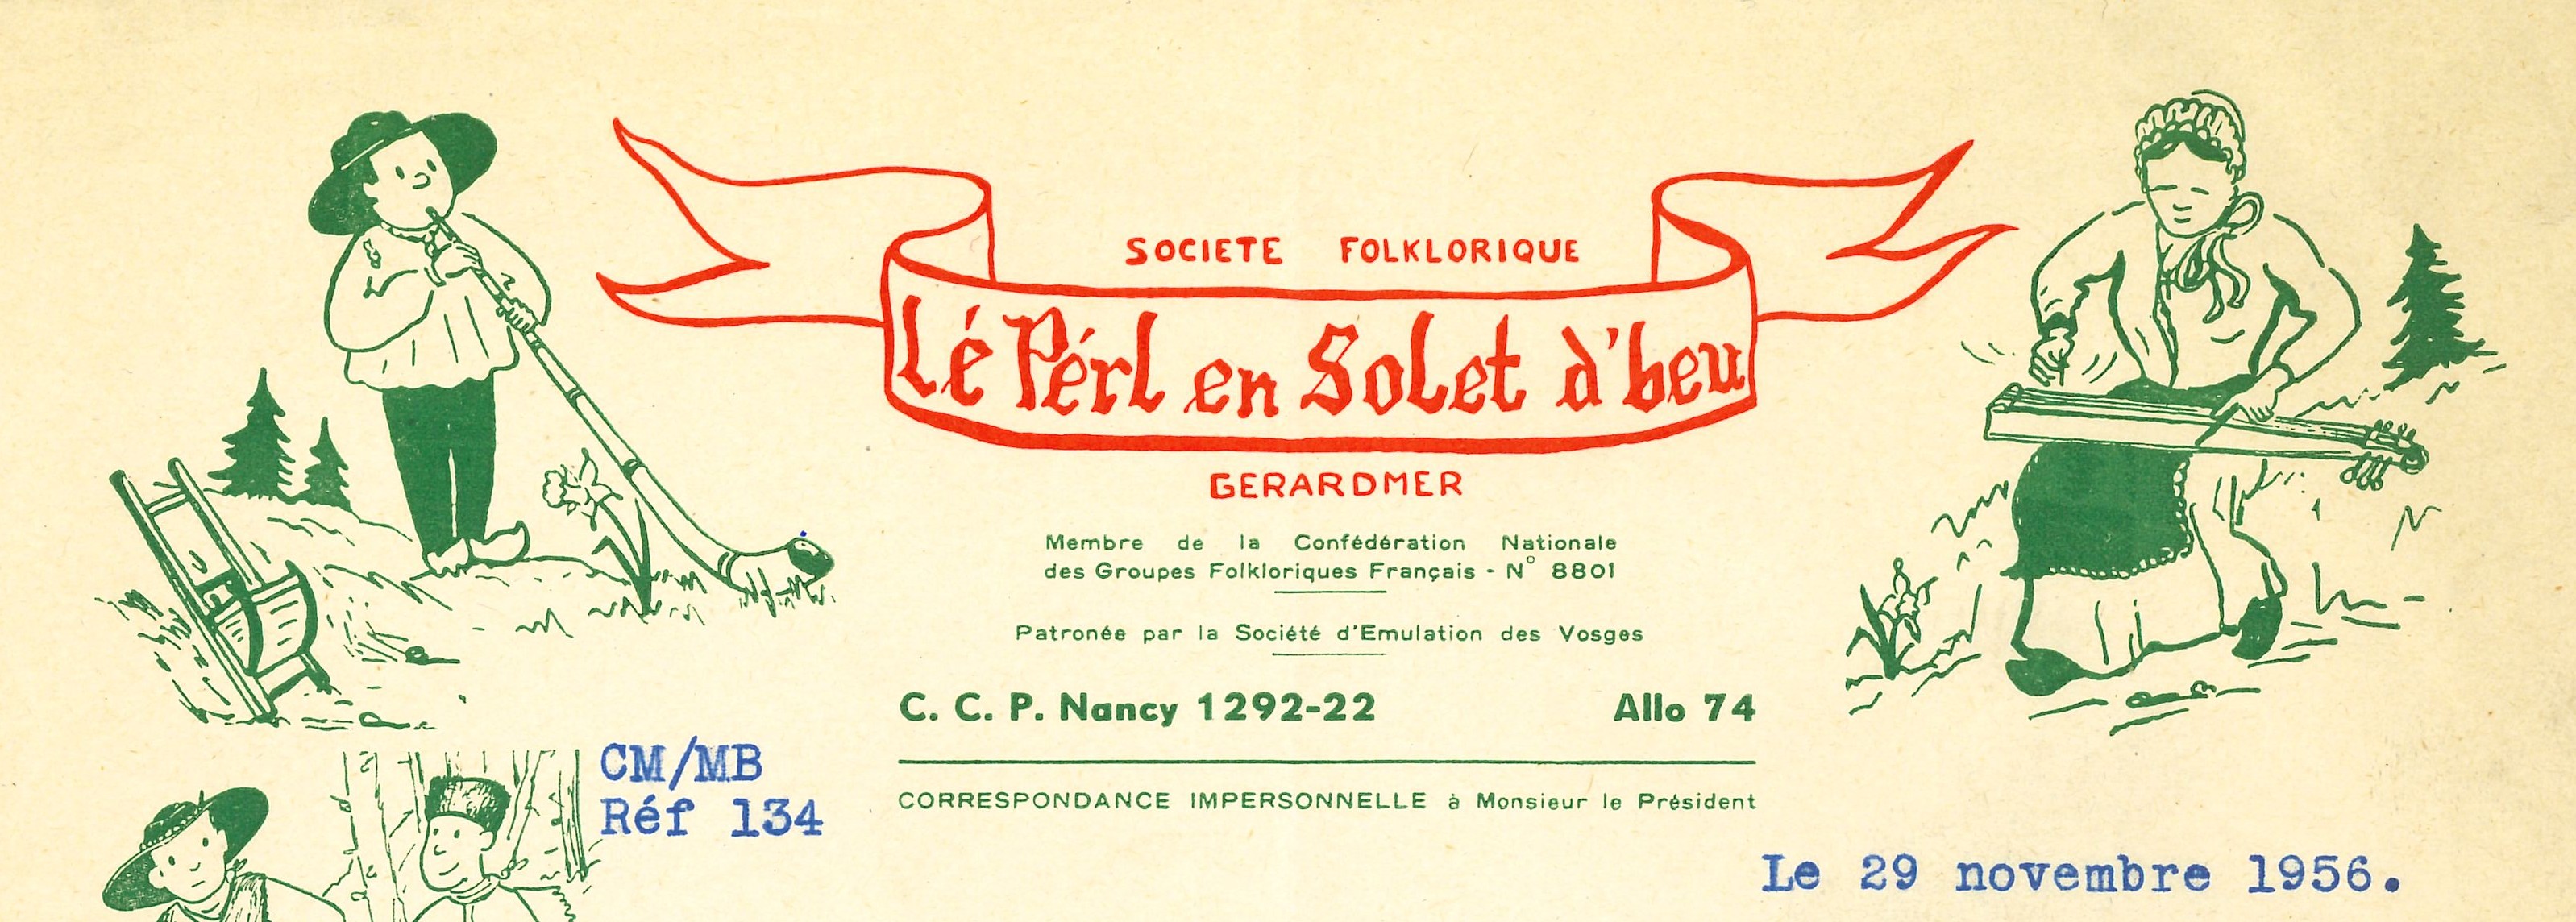 SOCIETE FOLKLORIQUE
Lé Pérl en Solet d'beu
GERARDMER
Membre de la Confédération Nationale
des Groupes Folkloriques Français - N° 8801
Patronée par la Société d'Emulation des Vosges
C. C. P. Nancy 1292-22 Allo 74
CM/MB
Réf 134
CORRESPONDANCE IMPERSONNELLE à Monsieur le Président
Le 29 novembre 1956.